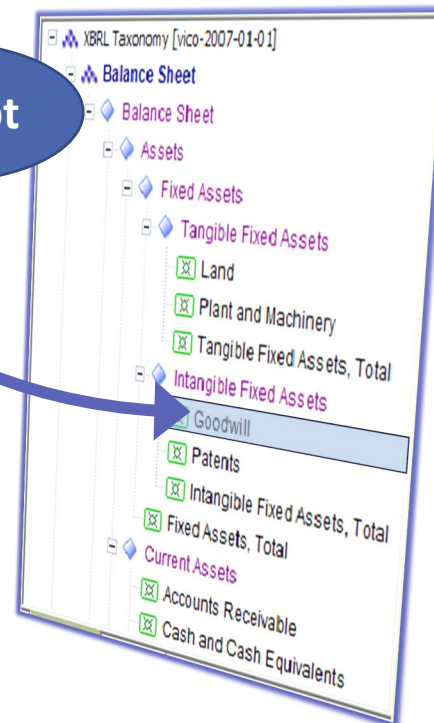 XBRL Taxonomy [vico-2007-01-01]
Balance Sheet
Balance Sheet
Assets
Fixed Assets
Tangible Fixed Assets
Land
Plant and Machinery
Tangible Fixed Assets, Total
Intangible Fixed Assets
Goodwill
Patents
Intangible Fixed Assets, Total
Fixed Assets, Total
Current Assets
Accounts Receivable
Cash and Cash Equivalents